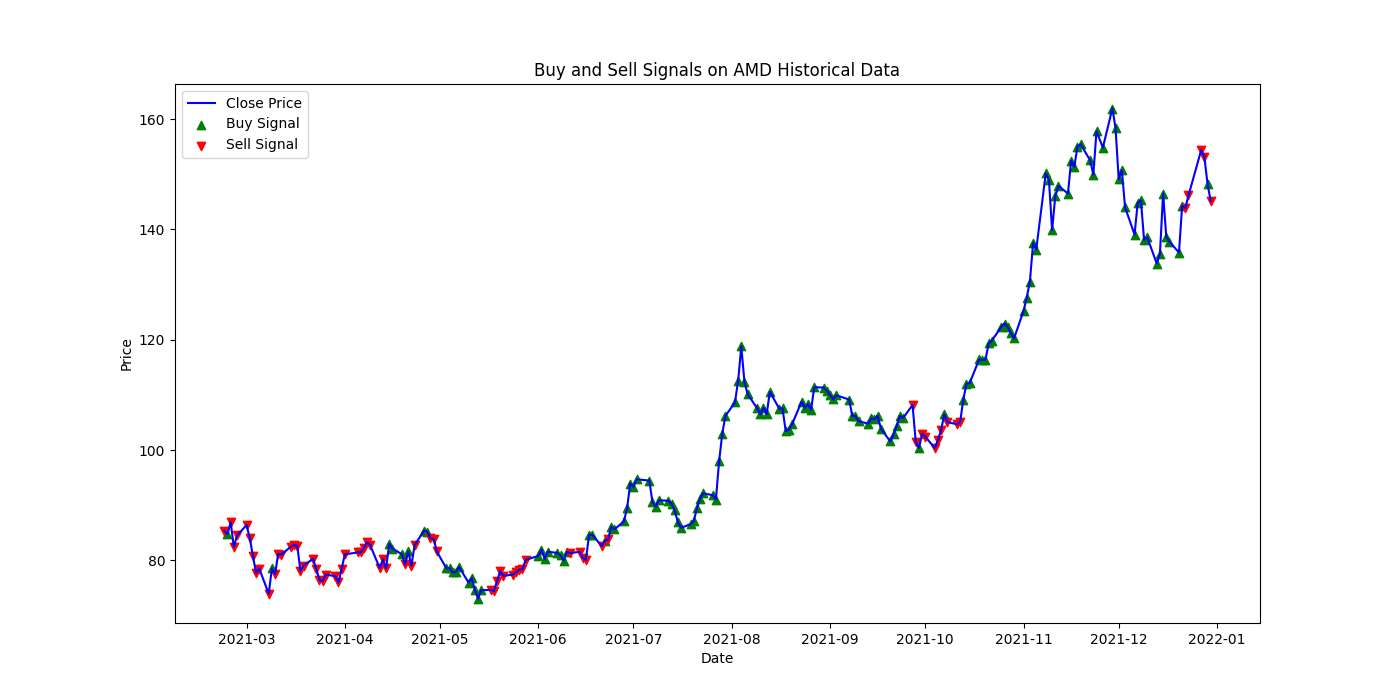 Buy and Sell Signals on AMD Historical Data
Close Price
Buy Signal
Sell Signal
160
140
120
100
80
Price
2021-03 2021-04 2021-05 2021-06 2021-07 2021-08 2021-09 2021-10 2021-11 2021-12 2022-01
Date